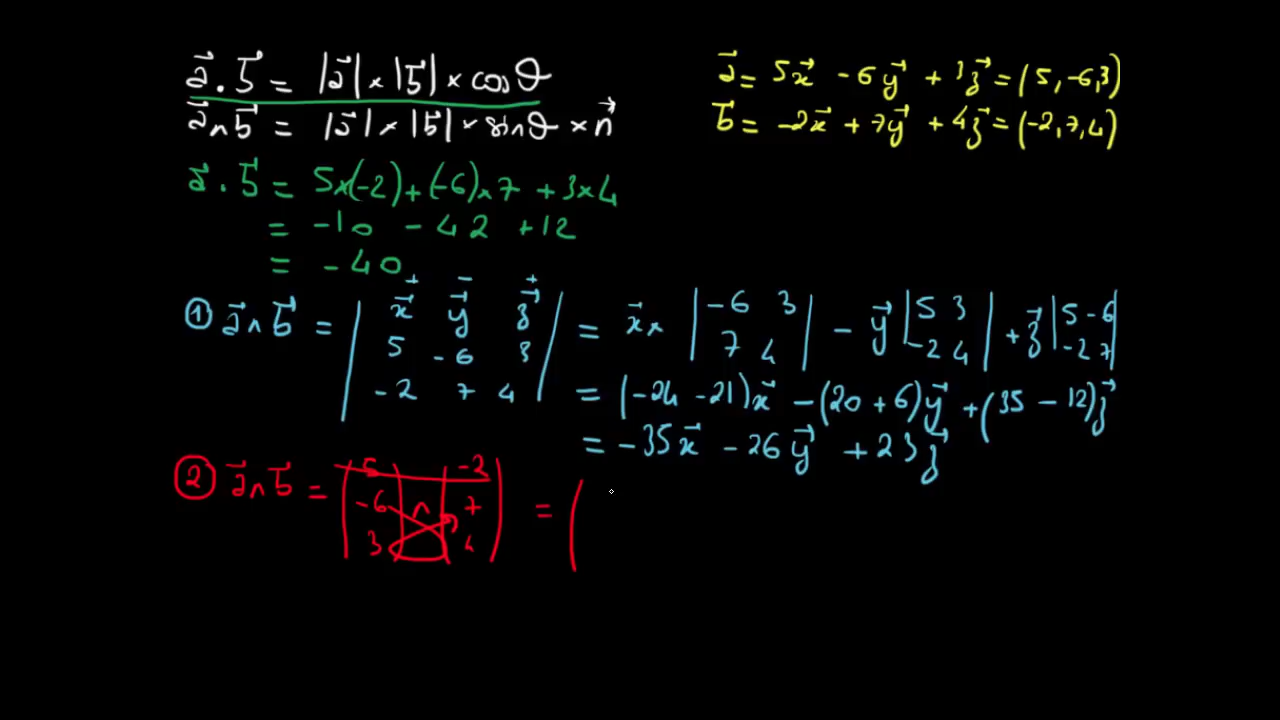 a⃗ . b⃗ = |a⃗| × |b⃗| × cos θ
a⃗ ∧ b⃗ = |a⃗| × |b⃗| × sin θ × n⃗
a⃗ = 5x⃗ - 6y⃗ + 3z⃗ = (5, -6, 3)
b⃗ = -2x⃗ + 7y⃗ + 4z⃗ = (-2, 7, 4)
a⃗ . b⃗ = 5×(-2) + (-6)×7 + 3×4
= -10 - 42 + 12
= -40
+ - +
① a⃗ ∧ b⃗ = | x⃗ y⃗ z⃗ | = x⃗ × | -6 3 | - y⃗ | 5 3 | + z⃗ | 5 -6 |
5 -6 3 7 4 -2 4 -2 7
-2 7 4 = (-24 -21)x⃗ - (20 + 6)y⃗ + (35 - 12)z⃗
= -35x⃗ - 26y⃗ + 23z⃗
② a⃗ ∧ b⃗ = | 5 | | -2 | = (
-6 ∧ 7
3 4